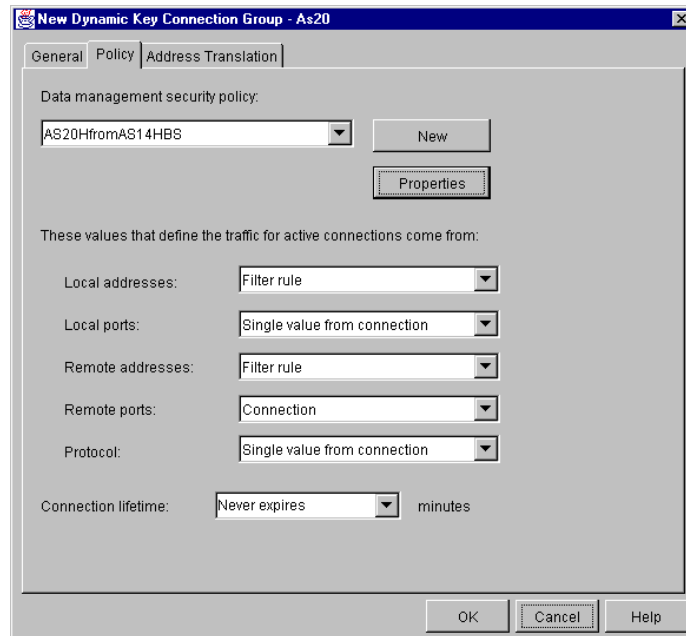 New Dynamic Key Connection Group - As20
General Policy Address Translation
Data management security policy:
AS20HfromAS14HBS New
Properties
These values that define the traffic for active connections come from:
Local addresses: Filter rule
Local ports: Single value from connection
Remote addresses: Filter rule
Remote ports: Connection
Protocol: Single value from connection
Connection lifetime: Never expires minutes
OK Cancel Help